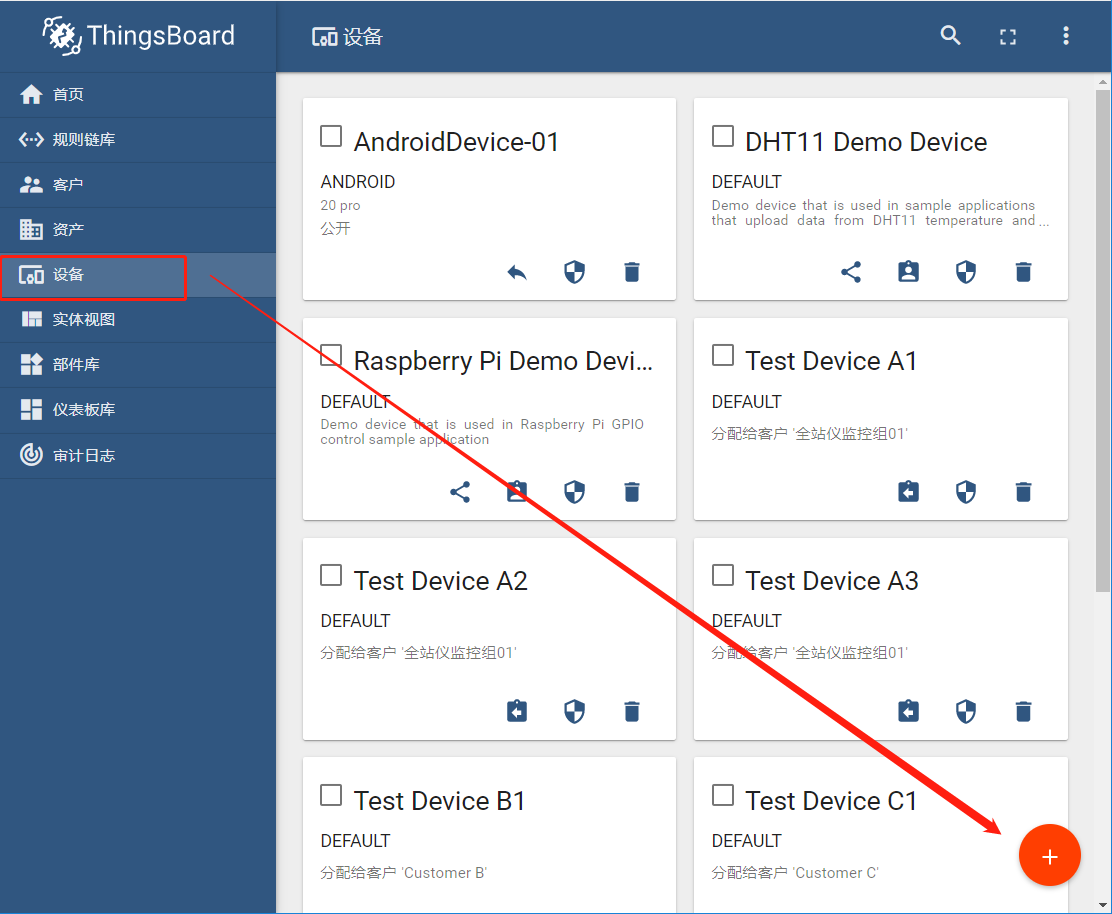 ThingsBoard
设备
首页
规则链库
客户
资产
设备
实体视图
部件库
仪表板库
审计日志
AndroidDevice-01
ANDROID
20 pro
公开
DHT11 Demo Device
DEFAULT
Demo device that is used in sample applications
that upload data from DHT11 temperature and ...
Raspberry Pi Demo Devi...
DEFAULT
Demo device that is used in Raspberry Pi GPIO
control sample application
Test Device A1
DEFAULT
分配给客户 '全站仪监控组01'
Test Device A2
DEFAULT
分配给客户 '全站仪监控组01'
Test Device A3
DEFAULT
分配给客户 '全站仪监控组01'
Test Device B1
DEFAULT
分配给客户 'Customer B'
Test Device C1
DEFAULT
分配给客户 'Customer C'